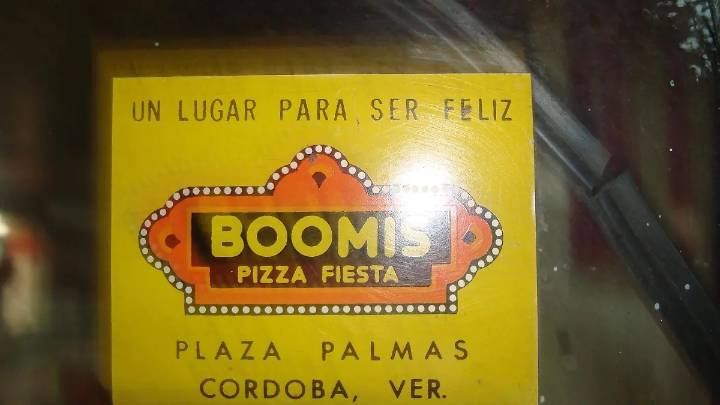 UN LUGAR PARA SER FELIZ
BOOMIS
PIZZA FIESTA
PLAZA PALMAS
CORDOBA, VER.